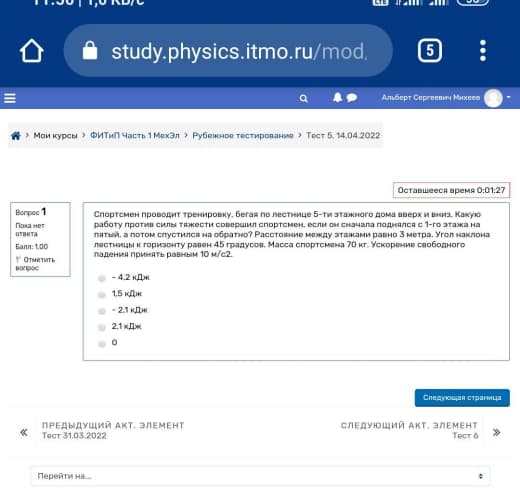 study.physics.itmo.ru/mod,
5
Альберт Сергеевич Михеев
Мои курсы > ФИТиП Часть 1 МехЭл > Рубежное тестирование > Тест 5. 14.04.2022
Оставшееся время 0:01:27
Вопрос 1
Пока нет
ответа
Балл: 1,00
Отметить
вопрос
Спортсмен проводит тренировку, бегая по лестнице 5-ти этажного дома вверх и вниз. Какую
работу против силы тяжести совершил спортсмен, если он сначала поднялся с 1-го этажа на
пятый, а потом спустился на обратно? Расстояние между этажами равно 3 метра. Угол наклона
лестницы к горизонту равен 45 градусов. Масса спортсмена 70 кг. Ускорение свободного
падения принять равным 10 м/с2.
- 4.2 кДж
1,5 кДж
- 2.1 кДж
2.1 кДж
0
Следующая страница
ПРЕДЫДУЩИЙ АКТ. ЭЛЕМЕНТ
Тест 31.03.2022
СЛЕДУЮЩИЙ АКТ. ЭЛЕМЕНТ
Тест 6
Перейти на...